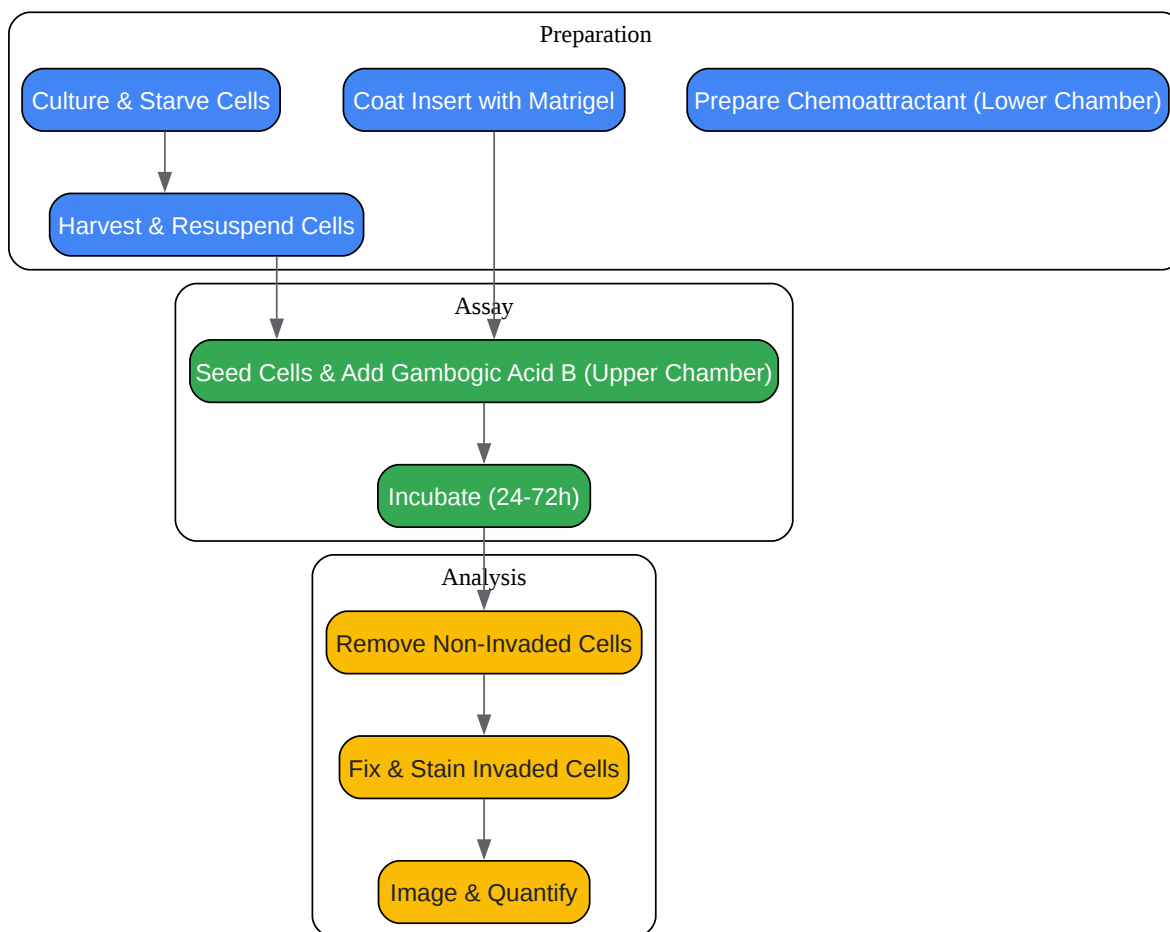 Preparation
Culture & Starve Cells
Coat Insert with Matrigel
Prepare Chemoattractant (Lower Chamber)
Harvest & Resuspend Cells
Assay
Seed Cells & Add Gambogic Acid B (Upper Chamber)
Incubate (24-72h)
Analysis
Remove Non-Invaded Cells
Fix & Stain Invaded Cells
Image & Quantify